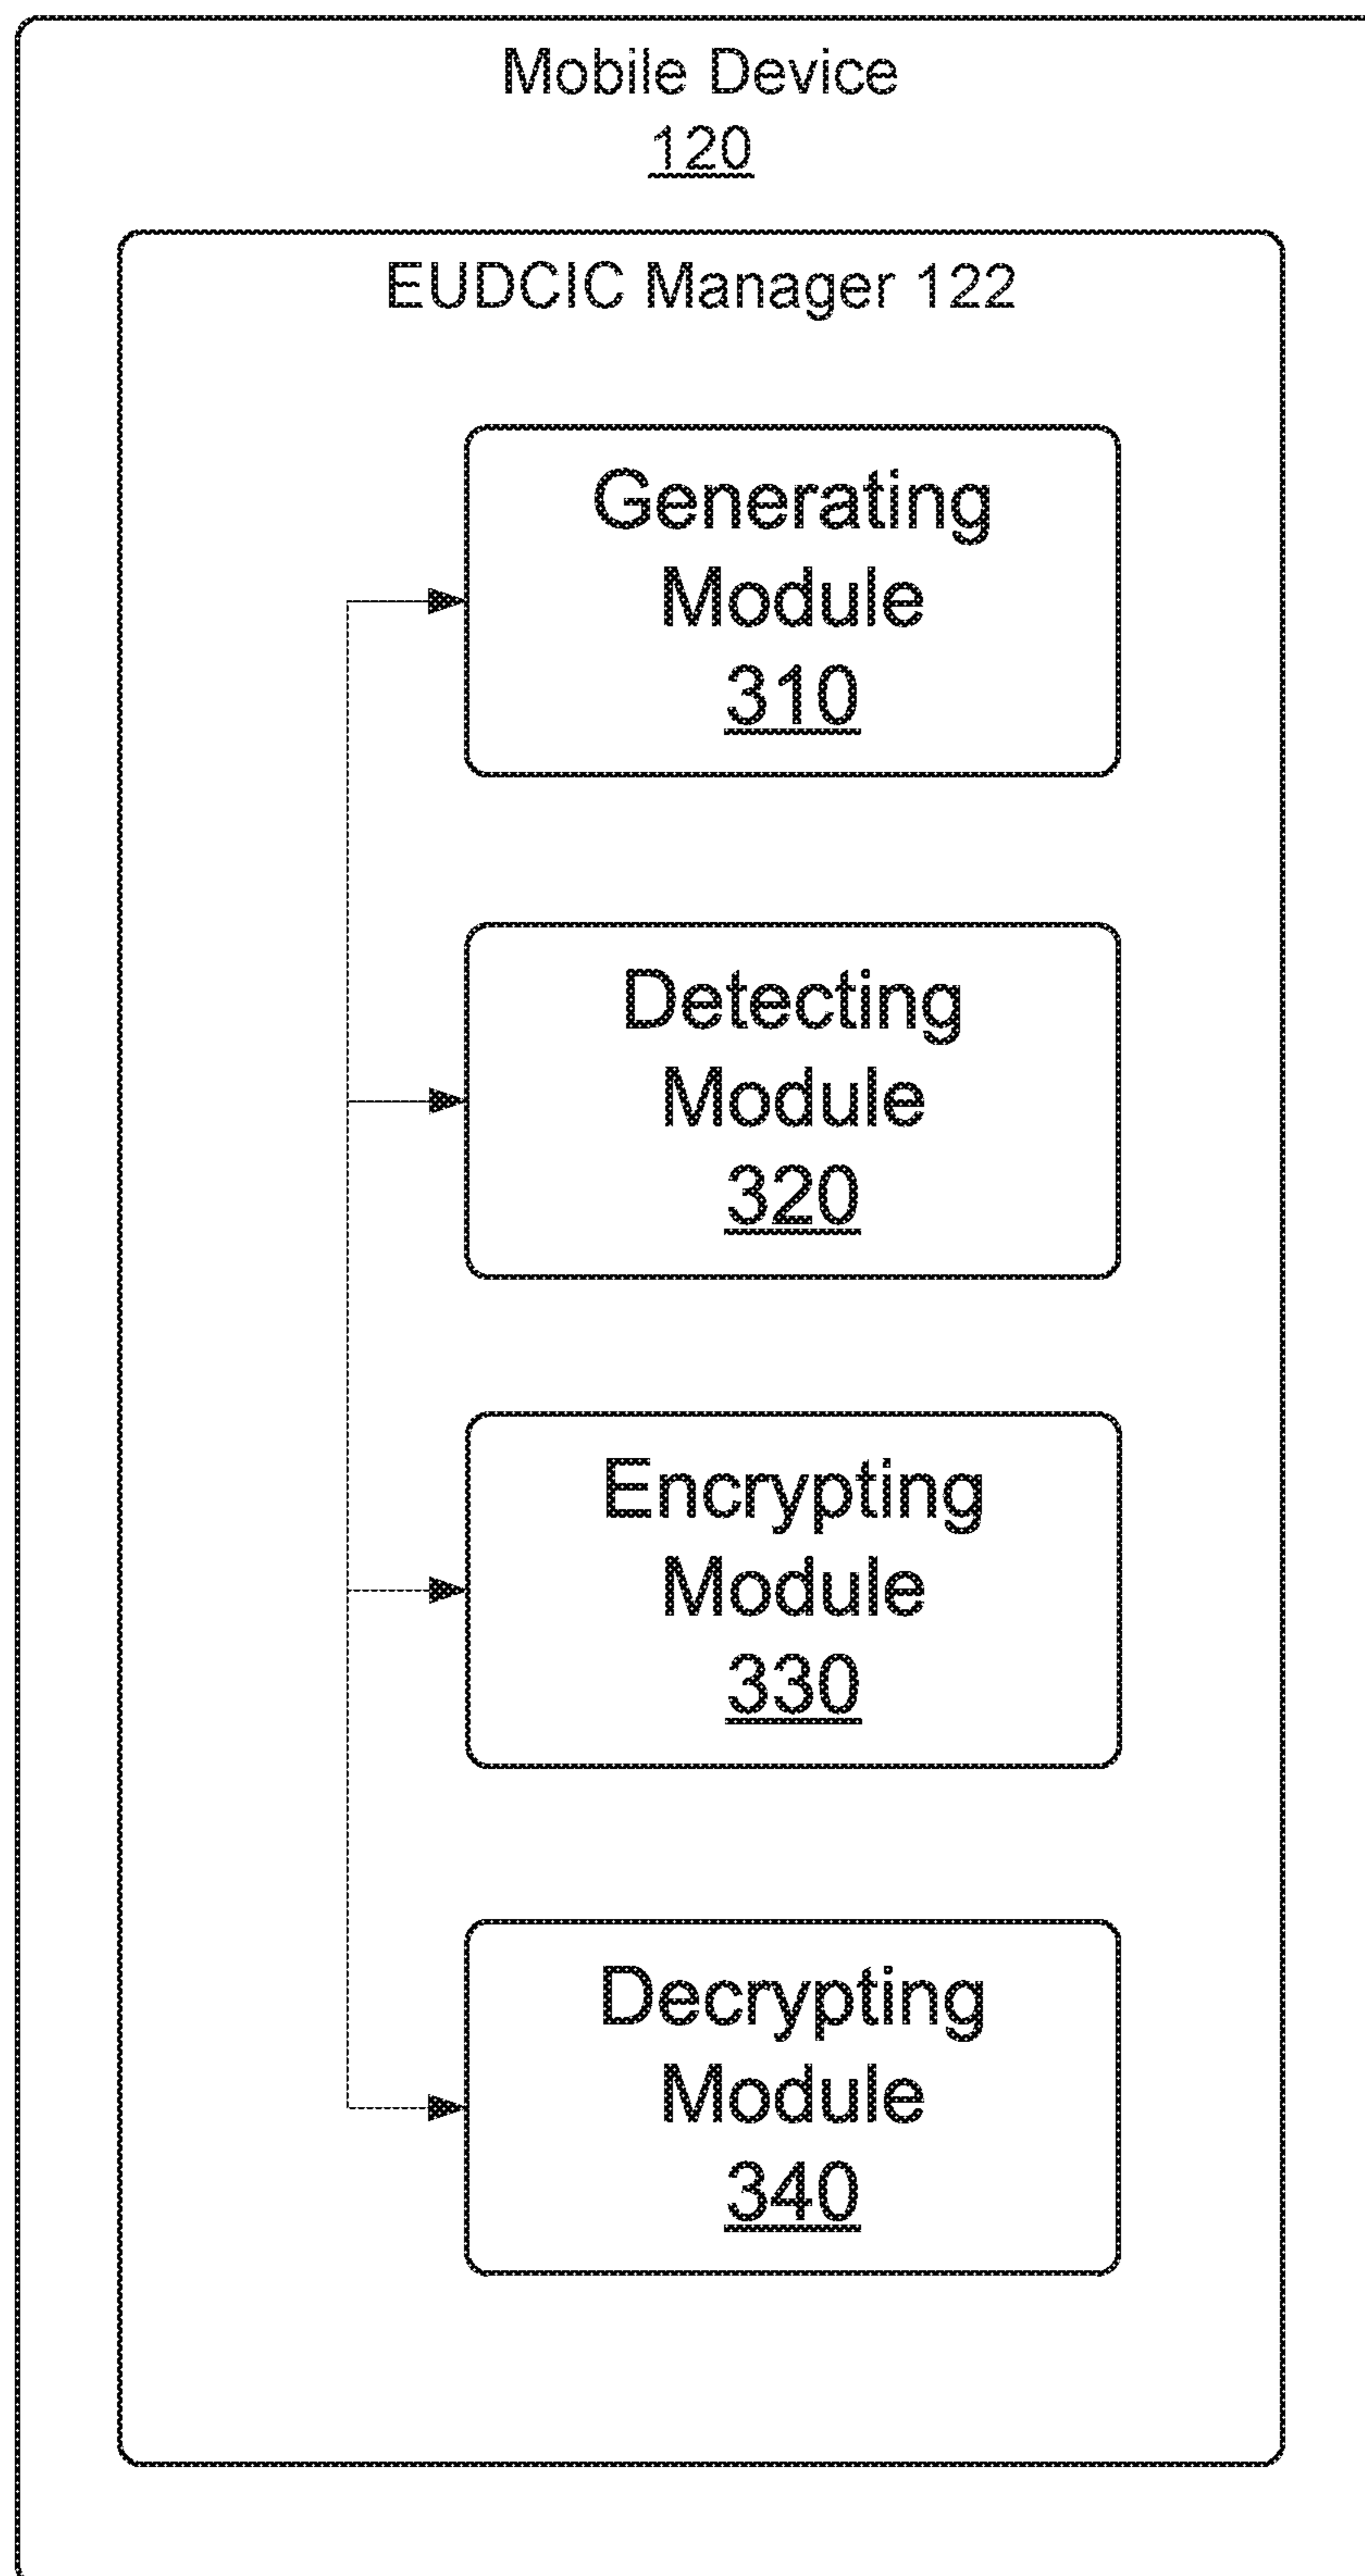 Mobile Device
120
EUDCIC Manager 122
Generating
Module
310
Detecting
Module
320
Encrypting
Module
330
Decrypting
Module
340